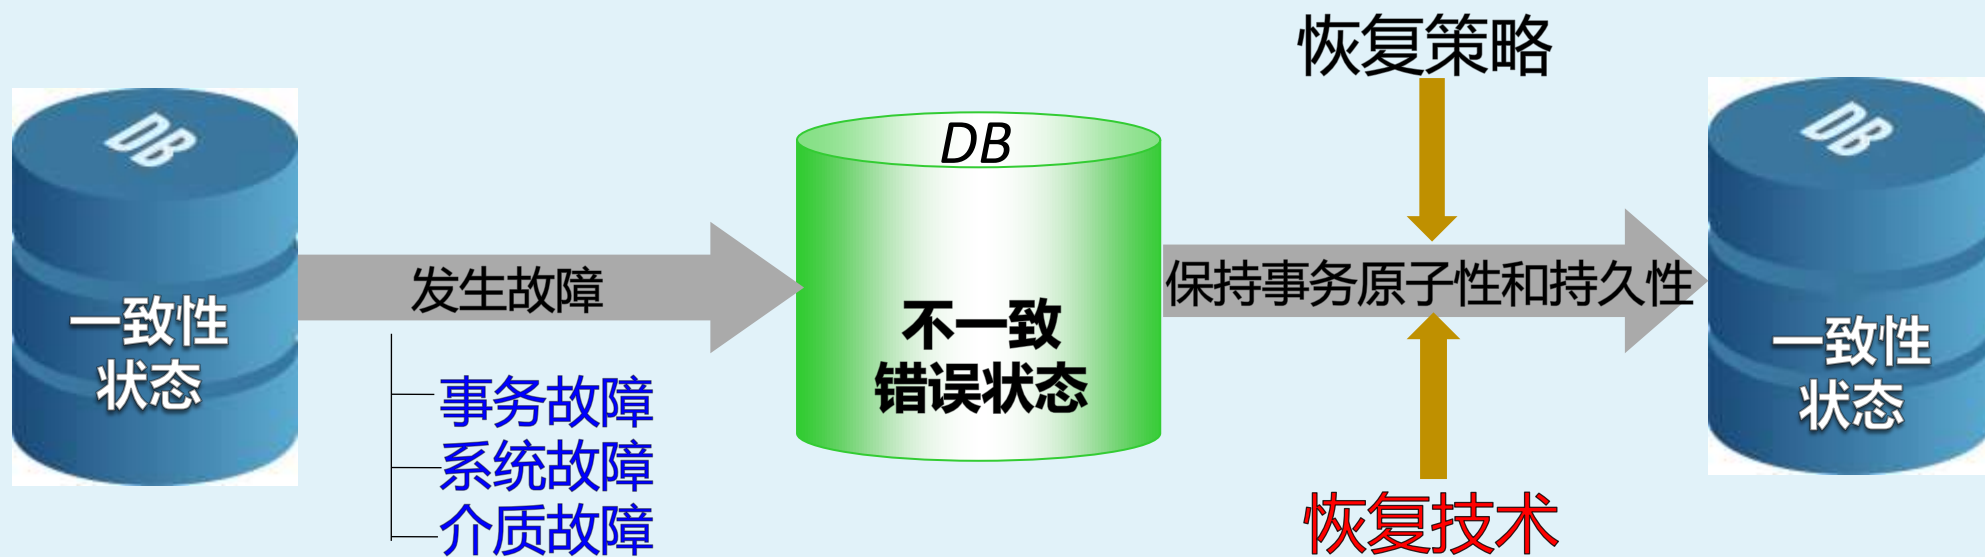 DB
一致性
状态
发生故障
事务故障
系统故障
介质故障
DB
不一致
错误状态
恢复策略
保持事务原子性和持久性
恢复技术
DB
一致性
状态